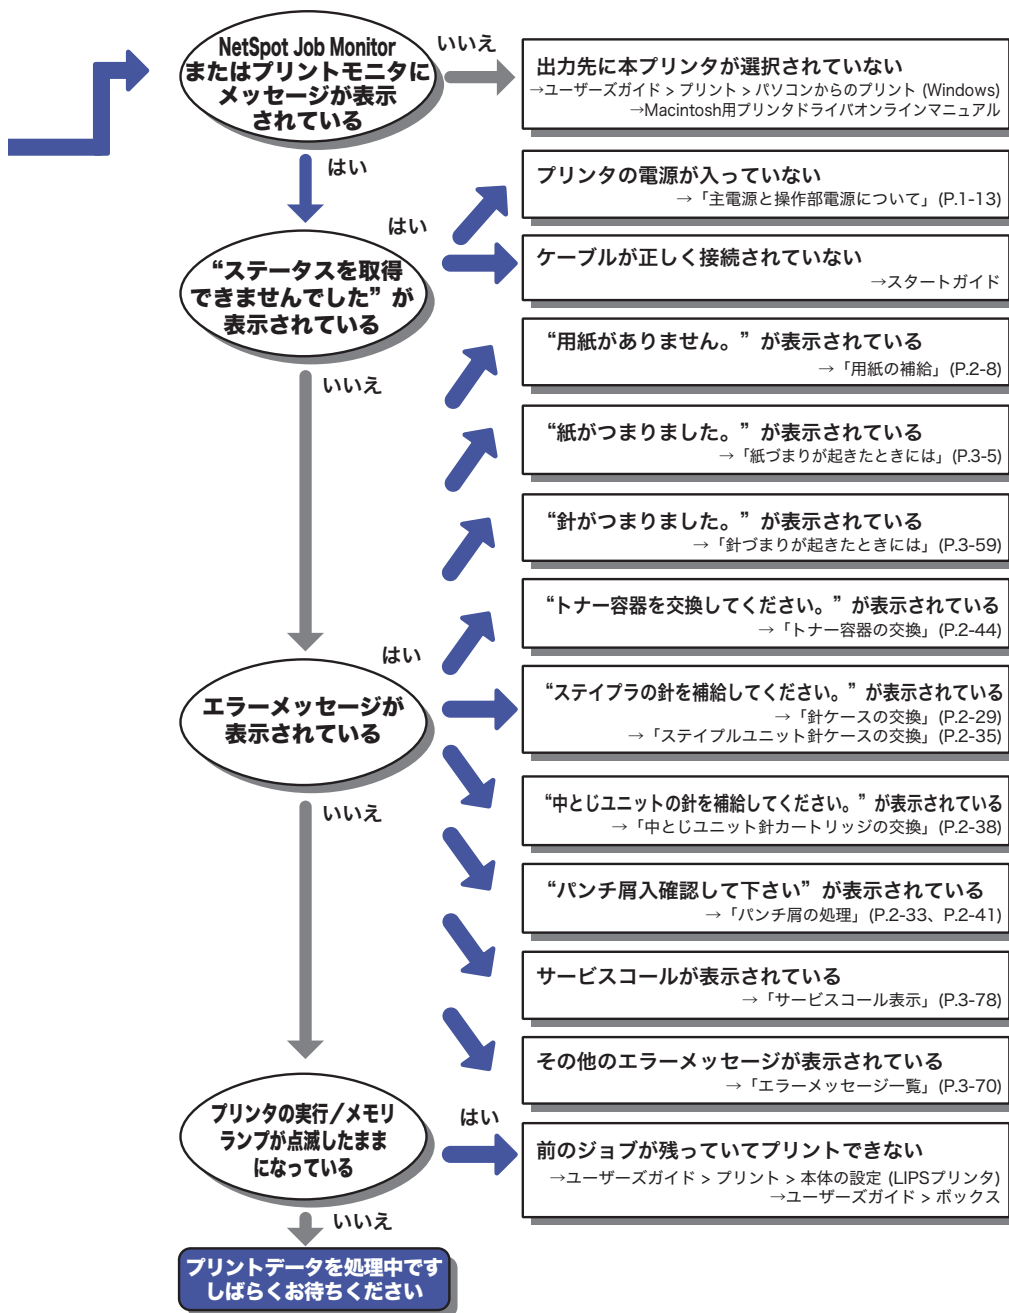 NetSpot Job Monitor
またはプリントモニタに
メッセージが表示
されている
いいえ
出力先に本プリンタが選択されていない
→ユーザーズガイド > プリント > パソコンからのプリント (Windows)
→Macintosh用プリンタドライバオンラインマニュアル
はい
プリンタの電源が入っていない
→「主電源と操作部電源について」(P.1-13)
はい
“ステータスを取得
できませんでした”が
表示されている
ケーブルが正しく接続されていない
→スタートガイド
いいえ
“用紙がありません。”が表示されている
→「用紙の補給」(P.2-8)
“紙がつまりました。”が表示されている
→「紙づまりが起きたときには」(P.3-5)
“針がつまりました。”が表示されている
→「針づまりが起きたときには」(P.3-59)
“トナー容器を交換してください。”が表示されている
→「トナー容器の交換」(P.2-44)
はい
エラーメッセージが
表示されている
“ステイプラの針を補給してください。”が表示されている
→「針ケースの交換」(P.2-29)
→「ステイプルユニット針ケースの交換」(P.2-35)
いいえ
“中とじユニットの針を補給してください。”が表示されている
→「中とじユニット針カートリッジの交換」(P.2-38)
“パンチ屑入確認して下さい”が表示されている
→「パンチ屑の処理」(P.2-33、P.2-41)
サービスコールが表示されている
→「サービスコール表示」(P.3-78)
その他のエラーメッセージが表示されている
→「エラーメッセージ一覧」(P.3-70)
プリンタの実行／メモリ
ランプが点滅したまま
になっている
はい
前のジョブが残っていてプリントできない
→ユーザーズガイド > プリント > 本体の設定 (LIPSプリンタ)
→ユーザーズガイド > ボックス
いいえ
プリントデータを処理中です
しばらくお待ちください